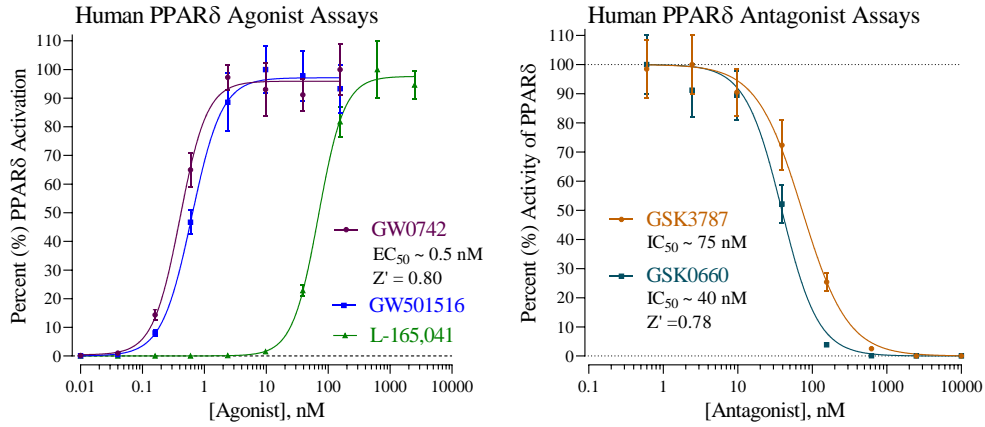 Human PPARδ Agonist Assays
Percent (%) PPARδ Activation
110
100
90
80
70
60
50
40
30
20
10
0
GW0742
EC50 ~ 0.5 nM
Z' = 0.80
GW501516
L-165,041
0.01 0.1 1 10 100 1000 10000
[Agonist], nM
Human PPARδ Antagonist Assays
Percent (%) Activity of PPARδ
110
100
90
80
70
60
50
40
30
20
10
0
GSK3787
IC50 ~ 75 nM
GSK0660
IC50 ~ 40 nM
Z' =0.78
0.1 1 10 100 1000 10000
[Antagonist], nM